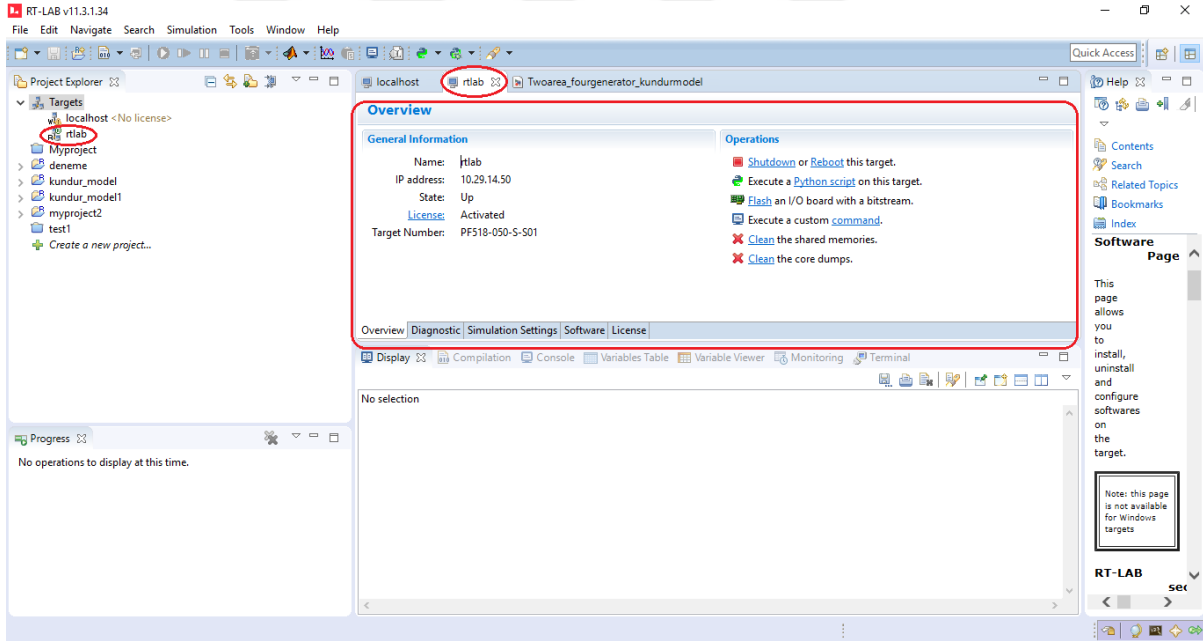 RT-LAB v11.3.1.34
File Edit Navigate Search Simulation Tools Window Help
Quick Access
Project Explorer
Targets
localhost <No license>
rtlab
Myproject
deneme
kundur_model
kundur_model1
myproject2
test1
Create a new project...
Progress
No operations to display at this time.
localhost rtlab Twoarea_fourgenerator_kundurmodel
Overview
General Information
Name: rtlab
IP address: 10.29.14.50
State: Up
License: Activated
Target Number: PF518-050-S-S01
Operations
Shutdown or Reboot this target.
Execute a Python script on this target.
Flash an I/O board with a bitstream.
Execute a custom command.
Clean the shared memories.
Clean the core dumps.
Overview Diagnostic Simulation Settings Software License
Display Compilation Console Variables Table Variable Viewer Monitoring Terminal
No selection
Help
Contents
Search
Related Topics
Bookmarks
Index
Software
Page
This
page
allows
you
to
install,
uninstall
and
configure
softwares
on
the
target.
Note: this page
is not available
for Windows
targets
RT-LAB
sec